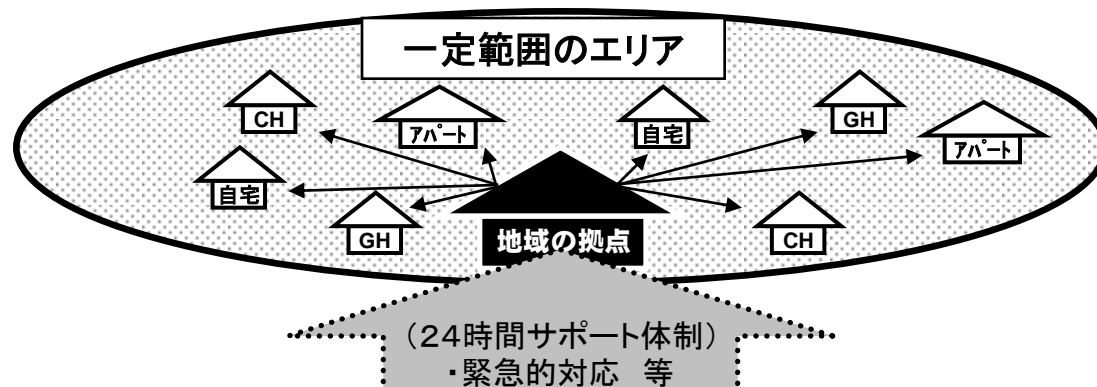 一定範囲のエリア
CH
アパート
自宅
GH
アパート
自宅
GH
CH
地域の拠点
(24時間サポート体制)
・緊急的対応 等